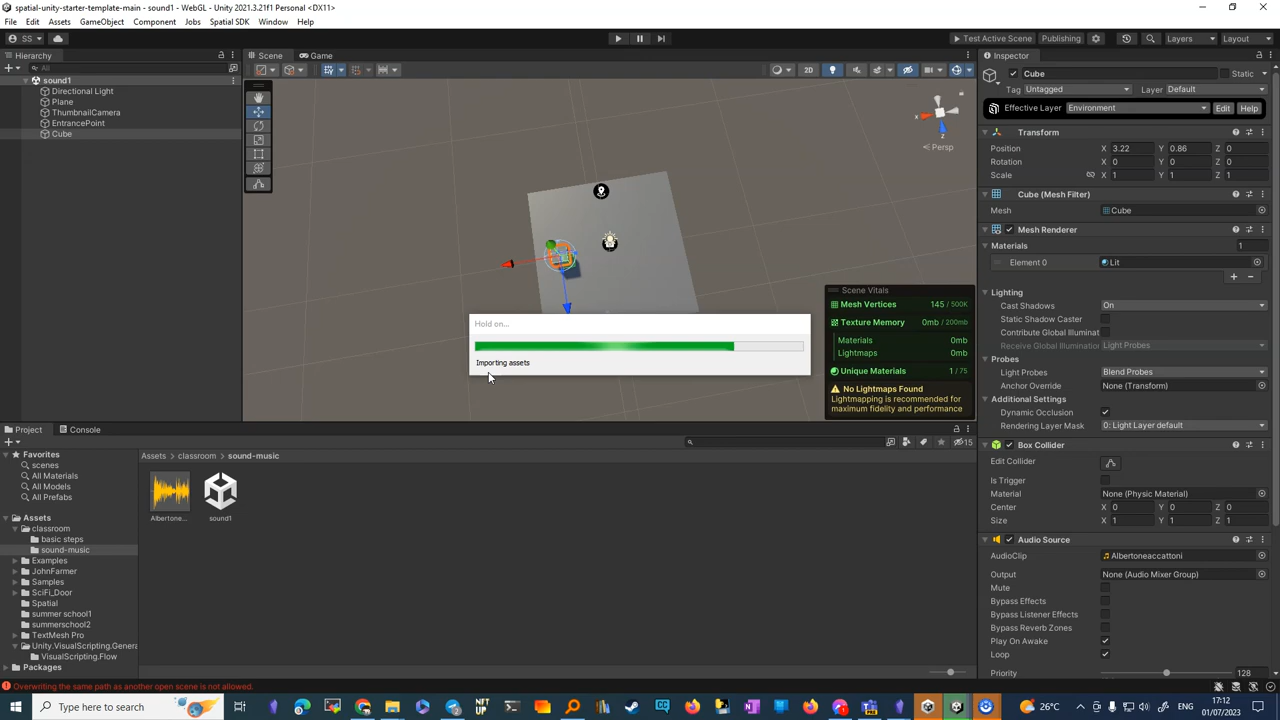 spatial-unity-starter-template-main - sound1 - WebGL - Unity 2021.3.21f1 Personal <DX11>
File Edit Assets GameObject Component Jobs Spatial SDK Window Help
SS Test Active Scene Publishing Layers Layout
Hierarchy
All
sound1
Directional Light
Plane
ThumbnailCamera
EntrancePoint
Cube
Scene Game
2D
x
z
Persp
Hold on...
Importing assets
Scene Vitals
Mesh Vertices 145 / 500K
Texture Memory 0mb / 200mb
Materials 0mb
Lightmaps 0mb
Unique Materials 1 / 75
No Lightmaps Found
Lightmapping is recommended for
maximum fidelity and performance
Inspector
Cube Static
Tag Untagged Layer Default
Effective Layer Environment Edit Help
Transform
Position X 3.22 Y 0.86 Z 0
Rotation X 0 Y 0 Z 0
Scale X 1 Y 1 Z 1
Cube (Mesh Filter)
Mesh Cube
Mesh Renderer
Materials 1
Element 0 Lit
Lighting
Cast Shadows On
Static Shadow Caster
Contribute Global Illuminat
Receive Global Illumination Light Probes
Probes
Light Probes Blend Probes
Anchor Override None (Transform)
Additional Settings
Dynamic Occlusion
Rendering Layer Mask 0: Light Layer default
Box Collider
Edit Collider
Is Trigger
Material None (Physic Material)
Center X 0 Y 0 Z 0
Size X 1 Y 1 Z 1
Audio Source
AudioClip Albertoneaccattoni
Output None (Audio Mixer Group)
Mute
Bypass Effects
Bypass Listener Effects
Bypass Reverb Zones
Play On Awake
Loop
Priority 128
Project Console
15
Favorites
scenes
All Materials
All Models
All Prefabs
Assets
classroom
basic steps
sound-music
Examples
JohnFarmer
Samples
SciFi_Door
Spatial
summer school1
summerschool2
TextMesh Pro
Unity.VisualScripting.Genera
VisualScripting.Flow
Packages
Assets > classroom > sound-music
Albertone... sound1
Overwriting the same path as another open scene is not allowed.
Type here to search
26°C ENG 17:12
01/07/2023